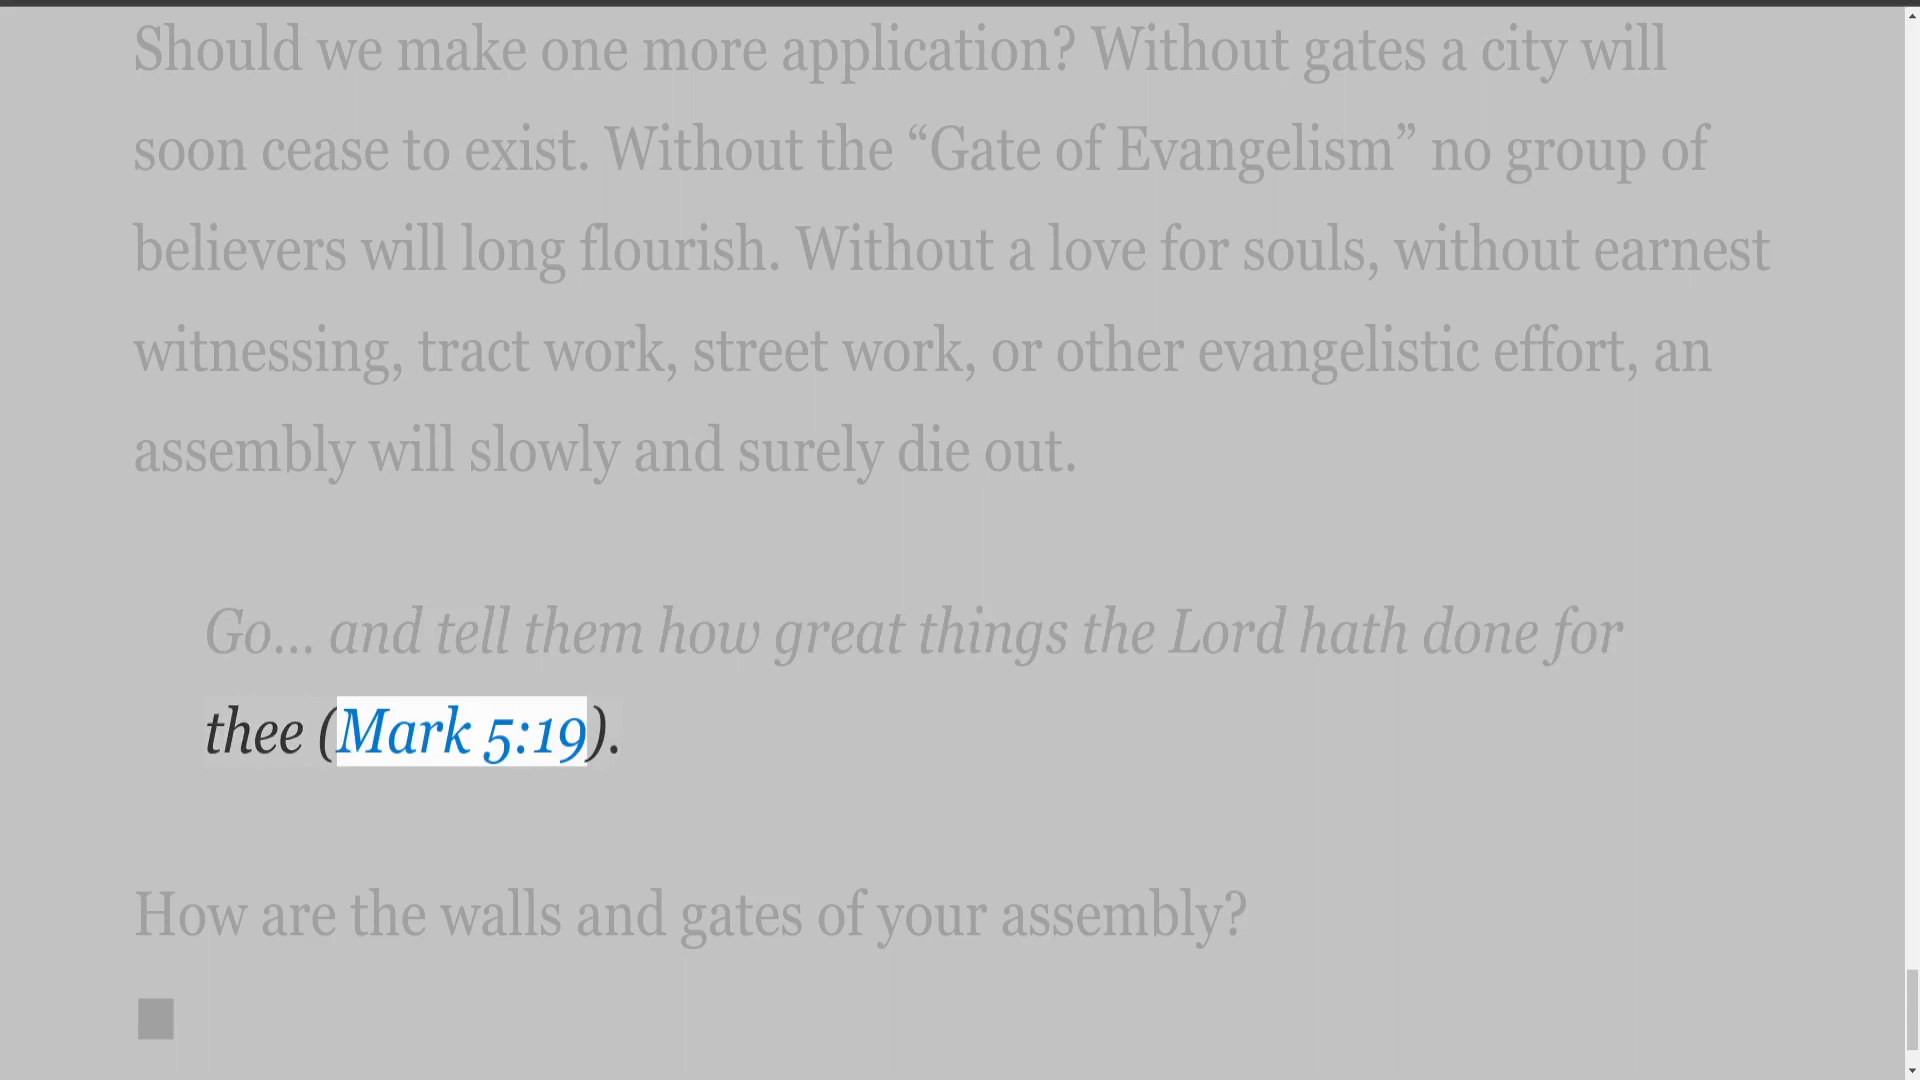 Should we make one more application? Without gates a city will
soon cease to exist. Without the “Gate of Evangelism” no group of
believers will long flourish. Without a love for souls, without earnest
witnessing, tract work, street work, or other evangelistic effort, an
assembly will slowly and surely die out.
Go... and tell them how great things the Lord hath done for
thee (Mark 5:19).
How are the walls and gates of your assembly?